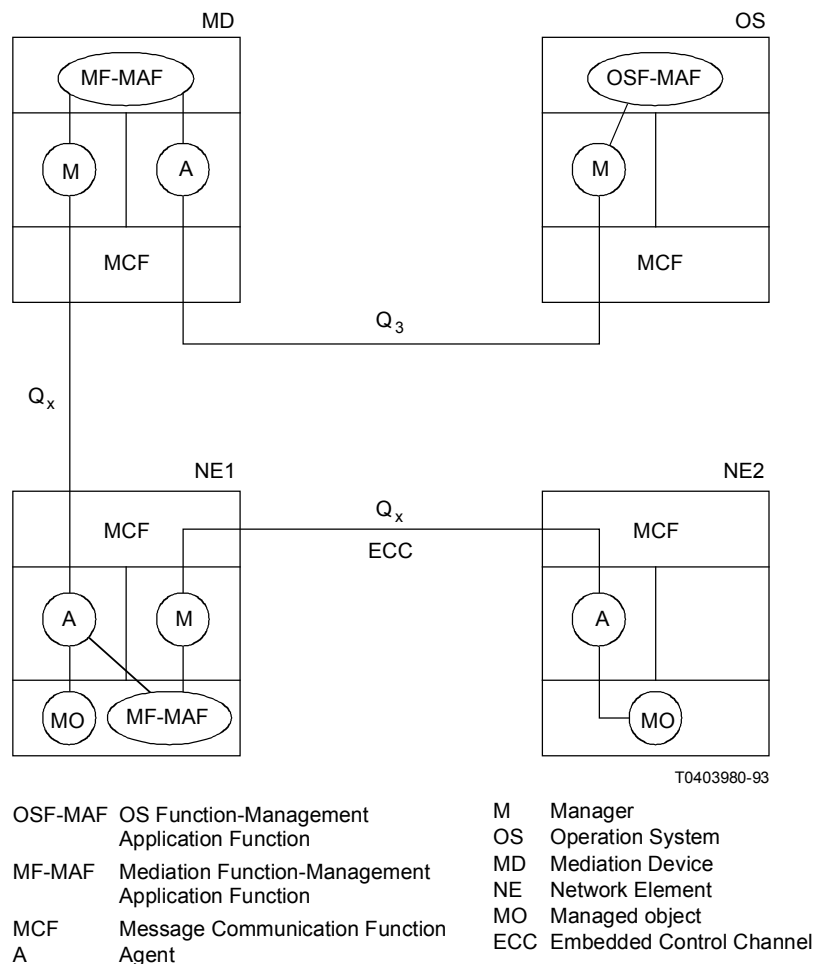 MD
OS
MF-MAF
OSF-MAF
M
A
M
MCF
MCF
Q3
Qx
NE1
NE2
MCF
Qx
ECC
MCF
A
M
A
MO
MF-MAF
MO
T0403980-93
OSF-MAF OS Function-Management
Application Function
MF-MAF Mediation Function-Management
Application Function
MCF Message Communication Function
A Agent
M Manager
OS Operation System
MD Mediation Device
NE Network Element
MO Managed object
ECC Embedded Control Channel